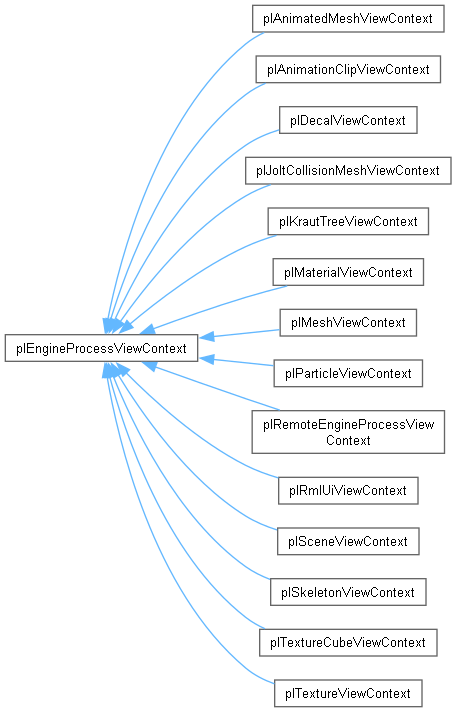 plAnimatedMeshViewContext
plAnimationClipViewContext
plDecalViewContext
plJoltCollisionMeshViewContext
plKrautTreeViewContext
plMaterialViewContext
plMeshViewContext
plEngineProcessViewContext
plParticleViewContext
plRemoteEngineProcessView
Context
plRmlUiViewContext
plSceneViewContext
plSkeletonViewContext
plTextureCubeViewContext
plTextureViewContext